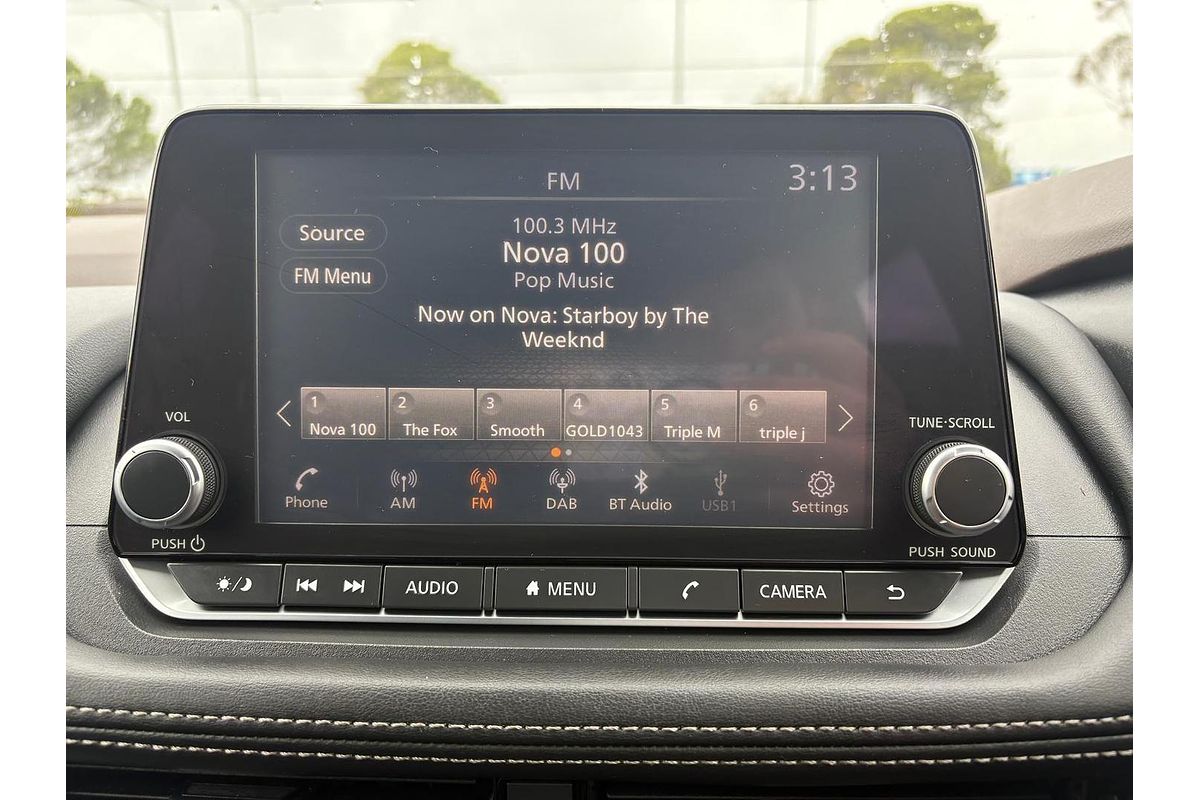 FM
3:13
Source
100.3 MHz
Nova 100
FM Menu
Pop Music
Now on Nova: Starboy by The
Weeknd
1 2 3 4 5 6
Nova 100 The Fox Smooth GOLD1043 Triple M triple j
VOL
TUNE·SCROLL
Phone AM FM DAB BT Audio USB1 Settings
PUSH
PUSH SOUND
AUDIO MENU CAMERA